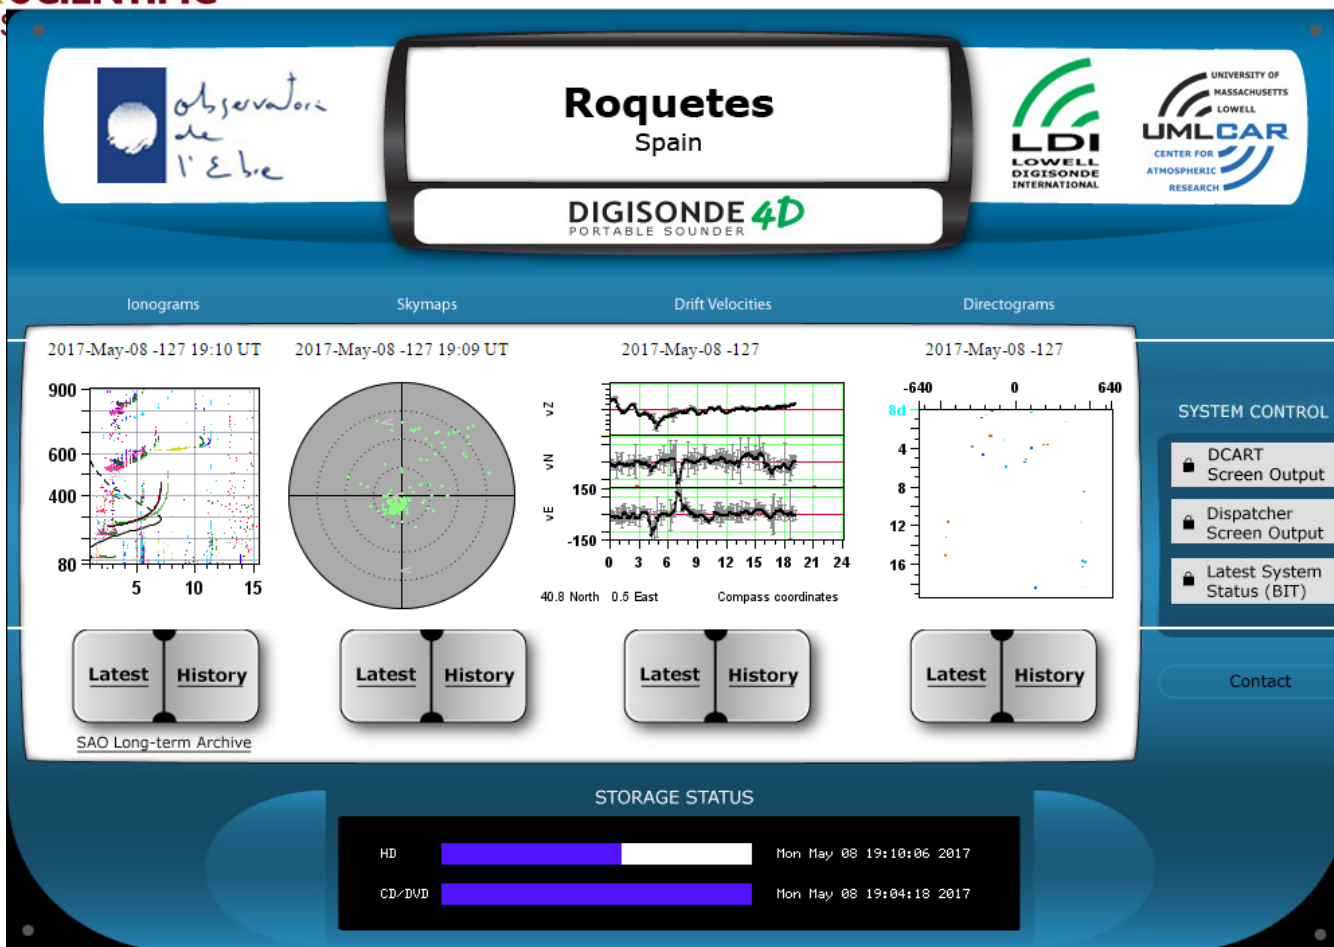 SCIENTIFIC
observatori
de
l'Ebre
Roquetes
Spain
DIGISONDE 4D
PORTABLE SOUNDER
LDI
LOWELL
DIGISONDE
INTERNATIONAL
UNIVERSITY OF
MASSACHUSETTS
LOWELL
UMLCAR
CENTER FOR
ATMOSPHERIC
RESEARCH
Ionograms
Skymaps
Drift Velocities
Directograms
2017-May-08 -127 19:10 UT
2017-May-08 -127 19:09 UT
2017-May-08 -127
2017-May-08 -127
900
600
400
80
5 10 15
vZ
vN
150
vE
-150
0 3 6 9 12 15 18 21 24
40.8 North 0.5 East Compass coordinates
-640 0 640
8d
4
8
12
16
SYSTEM CONTROL
DCART
Screen Output
Dispatcher
Screen Output
Latest System
Status (BIT)
Contact
Latest History
Latest History
Latest History
Latest History
SAO Long-term Archive
STORAGE STATUS
HD Mon May 08 19:10:06 2017
CD/DVD Mon May 08 19:04:18 2017